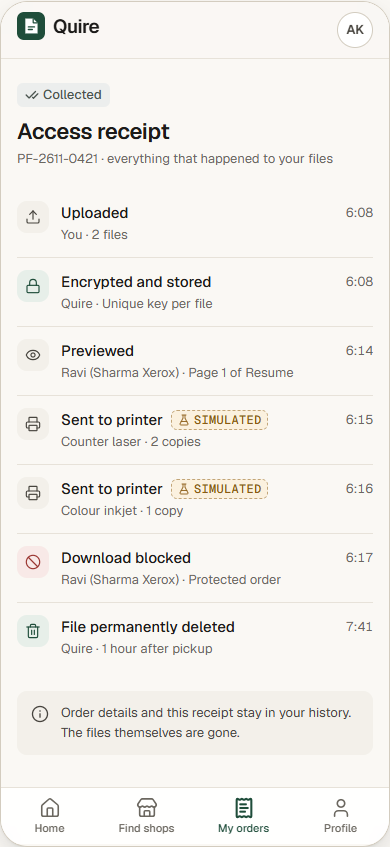 Quire
AK
Collected
Access receipt
PF-2611-0421 · everything that happened to your files
Uploaded
6:08
You · 2 files
Encrypted and stored
6:08
Quire · Unique key per file
Previewed
6:14
Ravi (Sharma Xerox) · Page 1 of Resume
Sent to printer SIMULATED
6:15
Counter laser · 2 copies
Sent to printer SIMULATED
6:16
Colour inkjet · 1 copy
Download blocked
6:17
Ravi (Sharma Xerox) · Protected order
File permanently deleted
7:41
Quire · 1 hour after pickup
Order details and this receipt stay in your history.
The files themselves are gone.
Home
Find shops
My orders
Profile